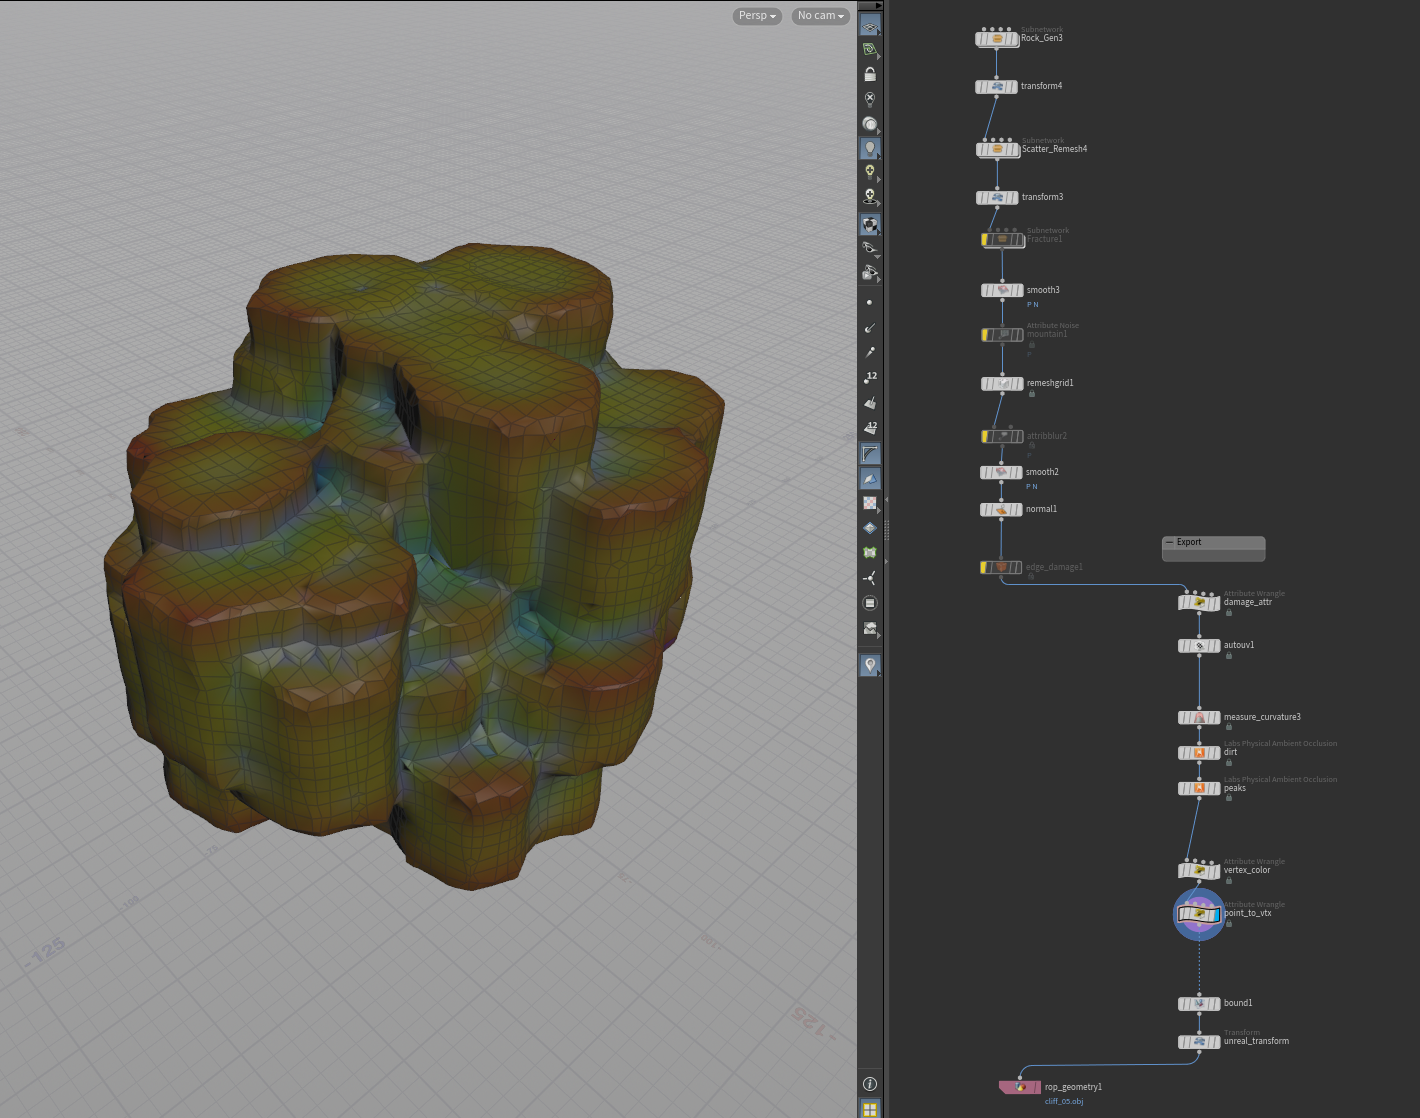 Persp
No cam
12
12
-125
-100
-125
Subnetwork
Rock_Gen3
transform4
Subnetwork
Scatter_Remesh4
transform3
Subnetwork
Fracture1
smooth3
P N
Attribute Noise
mountain1
P
remeshgrid1
attribblur2
P
smooth2
P N
normal1
edge_damage1
Export
Attribute Wrangle
damage_attr
autouv1
measure_curvature3
Labs Physical Ambient Occlusion
dirt
Labs Physical Ambient Occlusion
peaks
Attribute Wrangle
vertex_color
Attribute Wrangle
point_to_vtx
bound1
Transform
unreal_transform
rop_geometry1
cliff_05.obj